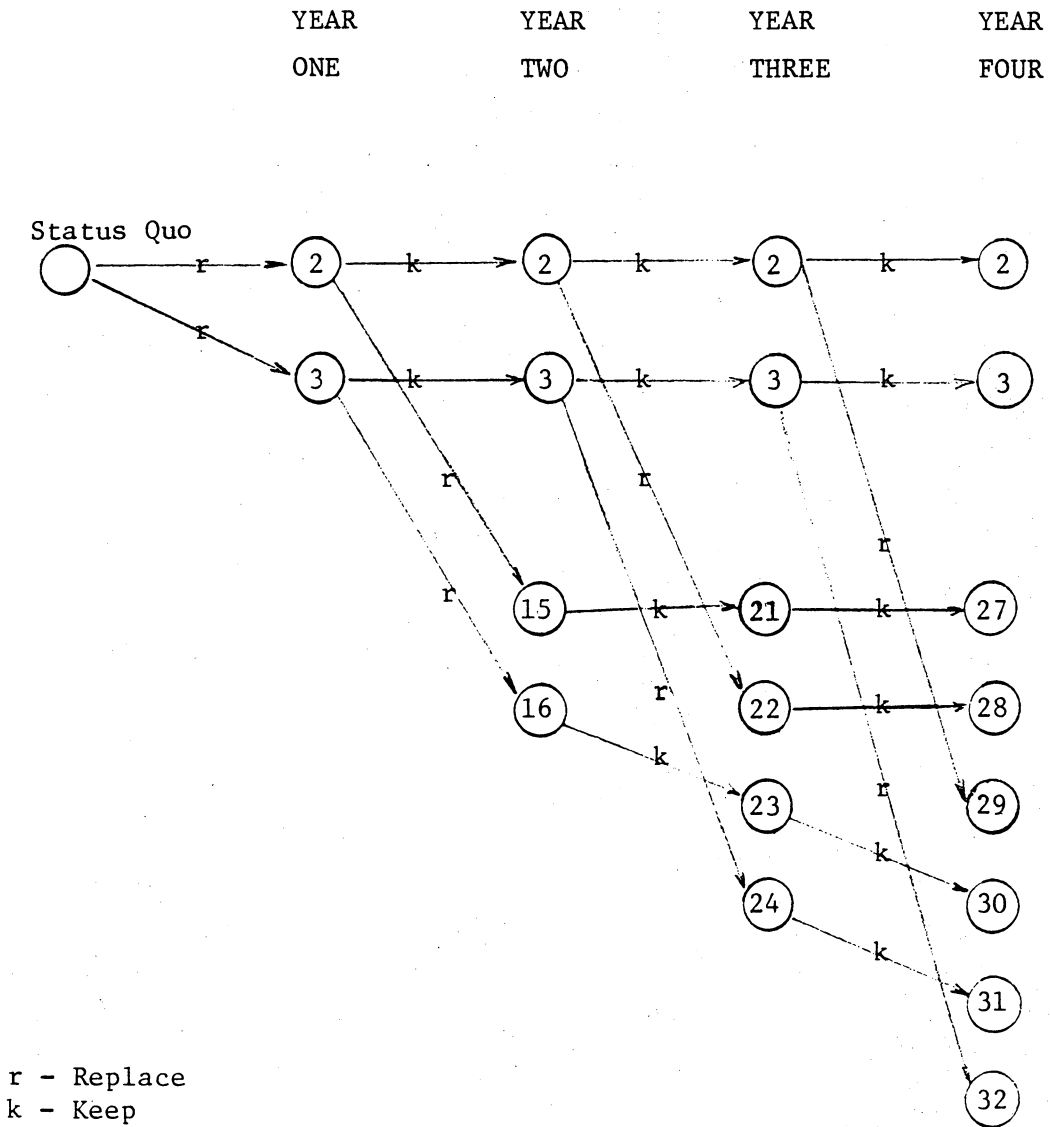 YEAR YEAR YEAR YEAR
ONE TWO THREE FOUR
Status Quo
r 2 k 2 k 2 k 2
r
3 k 3 k 3 k 3
r r
r
r
15 k 21 k 27
r
16 22 k 28
k
r
23 29
k
24 30
k
31
32
r - Replace
k - Keep